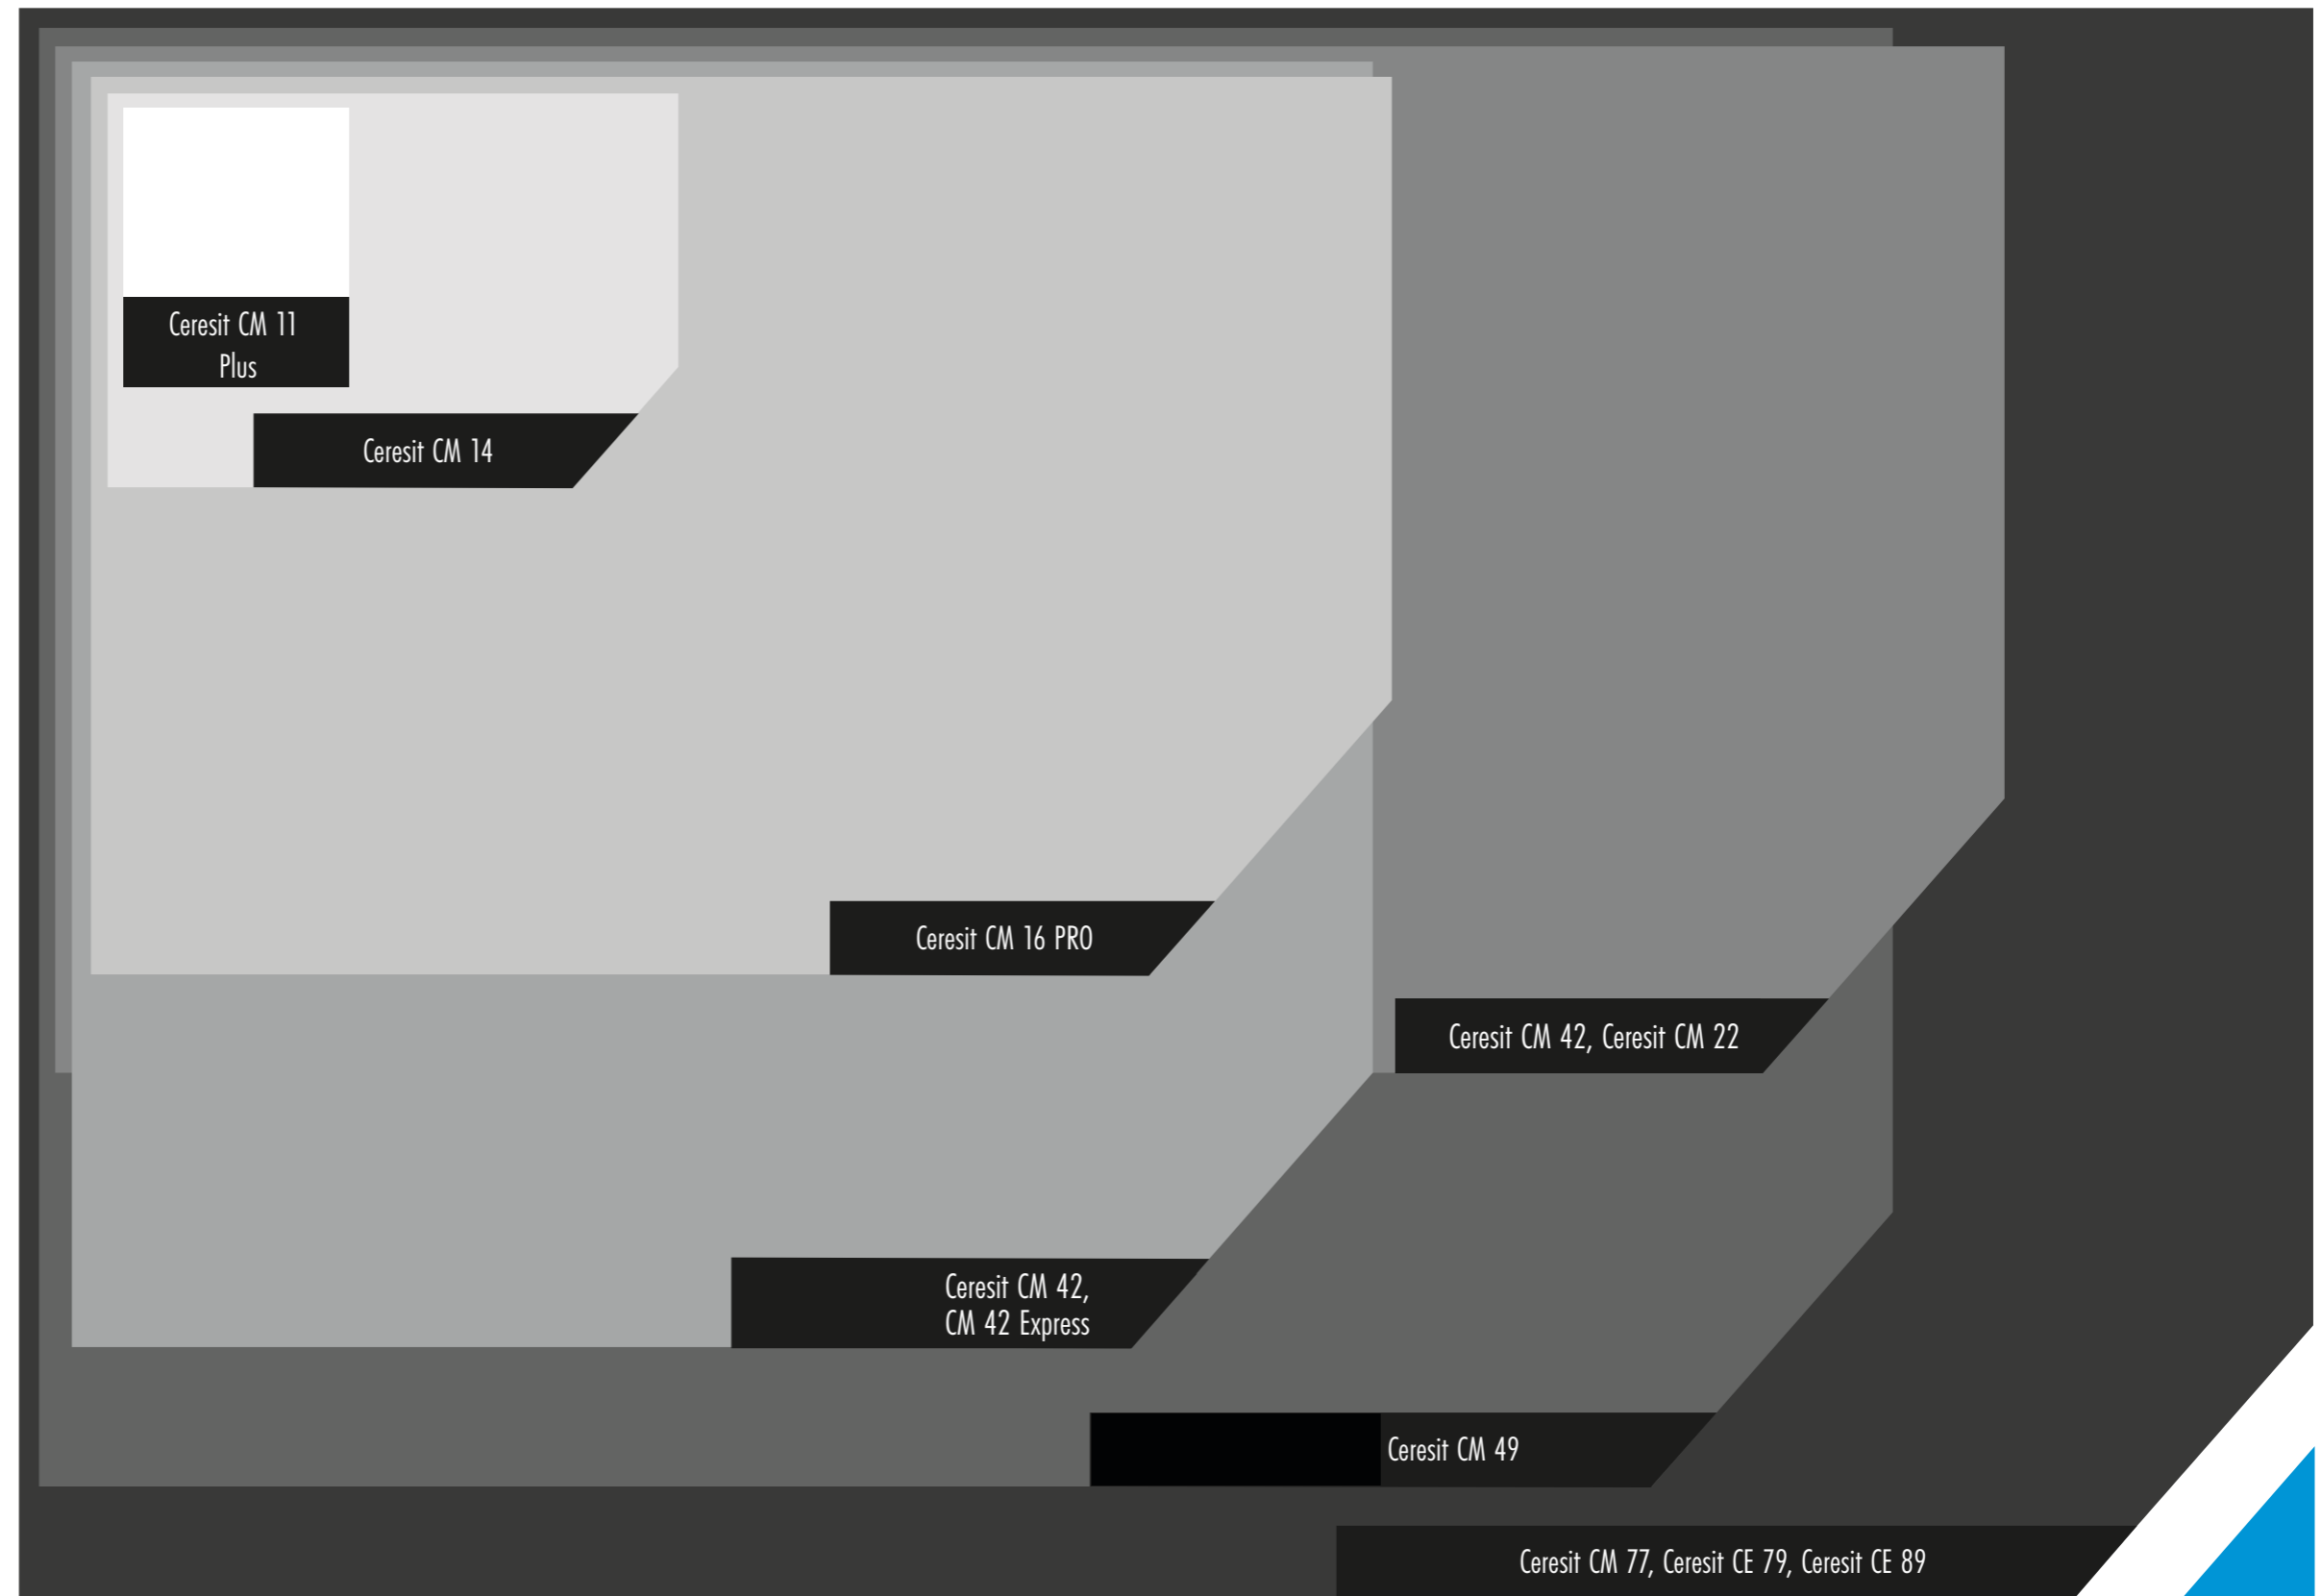 Ceresit CM 11
Plus
Ceresit CM 14
Ceresit CM 16 PRO
Ceresit CM 42, Ceresit CM 22
Ceresit CM 42,
CM 42 Express
Ceresit CM 49
Ceresit CM 77, Ceresit CE 79, Ceresit CE 89